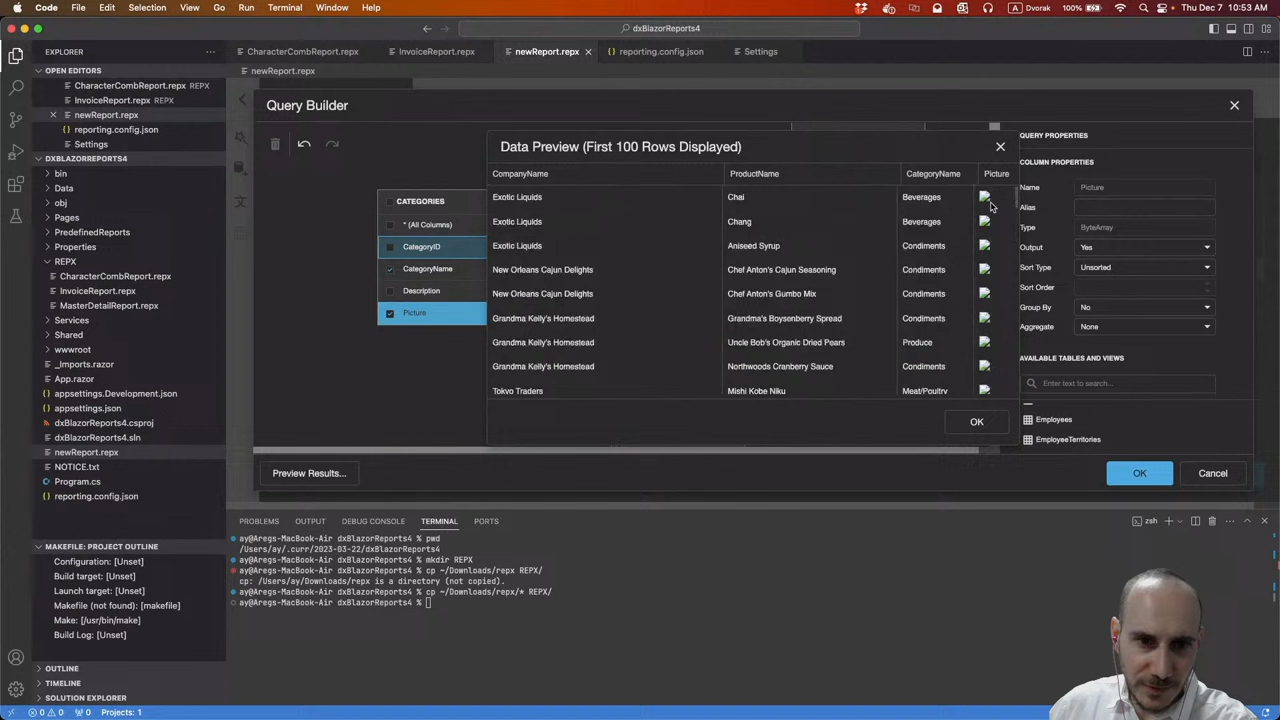 Code File Edit Selection View Go Run Terminal Window Help
A Dvorak 100% Thu Dec 7 10:53 AM
dxBlazorReports4
EXPLORER
CharacterCombReport.repx InvoiceReport.repx newReport.repx reporting.config.json Settings
newReport.repx
OPEN EDITORS
CharacterCombReport.repx REPX
InvoiceReport.repx REPX
newReport.repx
reporting.config.json
Settings
DXBLAZORREPORTS4
bin
Data
obj
Pages
PredefinedReports
Properties
REPX
CharacterCombReport.repx
InvoiceReport.repx
MasterDetailReport.repx
Services
Shared
wwwroot
_Imports.razor
App.razor
appsettings.Development.json
appsettings.json
dxBlazorReports4.csproj
dxBlazorReports4.sln
newReport.repx
NOTICE.txt
Program.cs
reporting.config.json
MAKEFILE: PROJECT OUTLINE
Configuration: [Unset]
Build target: [Unset]
Launch target: [Unset]
Makefile (not found): [makefile]
Make: [/usr/bin/make]
Build Log: [Unset]
OUTLINE
TIMELINE
SOLUTION EXPLORER
0 0 0 Projects: 1
Query Builder
CATEGORIES
* (All Columns)
CategoryID
CategoryName
Description
Picture
Data Preview (First 100 Rows Displayed)
CompanyName ProductName CategoryName Picture
Exotic Liquids Chai Beverages
Exotic Liquids Chang Beverages
Exotic Liquids Aniseed Syrup Condiments
New Orleans Cajun Delights Chef Anton's Cajun Seasoning Condiments
New Orleans Cajun Delights Chef Anton's Gumbo Mix Condiments
Grandma Kelly's Homestead Grandma's Boysenberry Spread Condiments
Grandma Kelly's Homestead Uncle Bob's Organic Dried Pears Produce
Grandma Kelly's Homestead Northwoods Cranberry Sauce Condiments
Tokyo Traders Mishi Kobe Niku Meat/Poultry
OK
QUERY PROPERTIES
COLUMN PROPERTIES
Name Picture
Alias
Type ByteArray
Output Yes
Sort Type Unsorted
Sort Order
Group By No
Aggregate None
AVAILABLE TABLES AND VIEWS
Enter text to search...
Employees
EmployeeTerritories
Preview Results... OK Cancel
PROBLEMS OUTPUT DEBUG CONSOLE TERMINAL PORTS
zsh
ay@Aregs-MacBook-Air dxBlazorReports4 % pwd
/Users/ay/.curr/2023-03-22/dxBlazorReports4
ay@Aregs-MacBook-Air dxBlazorReports4 % mkdir REPX
ay@Aregs-MacBook-Air dxBlazorReports4 % cp ~/Downloads/repx REPX/
cp: /Users/ay/Downloads/repx is a directory (not copied).
ay@Aregs-MacBook-Air dxBlazorReports4 % cp ~/Downloads/repx/* REPX/
ay@Aregs-MacBook-Air dxBlazorReports4 %